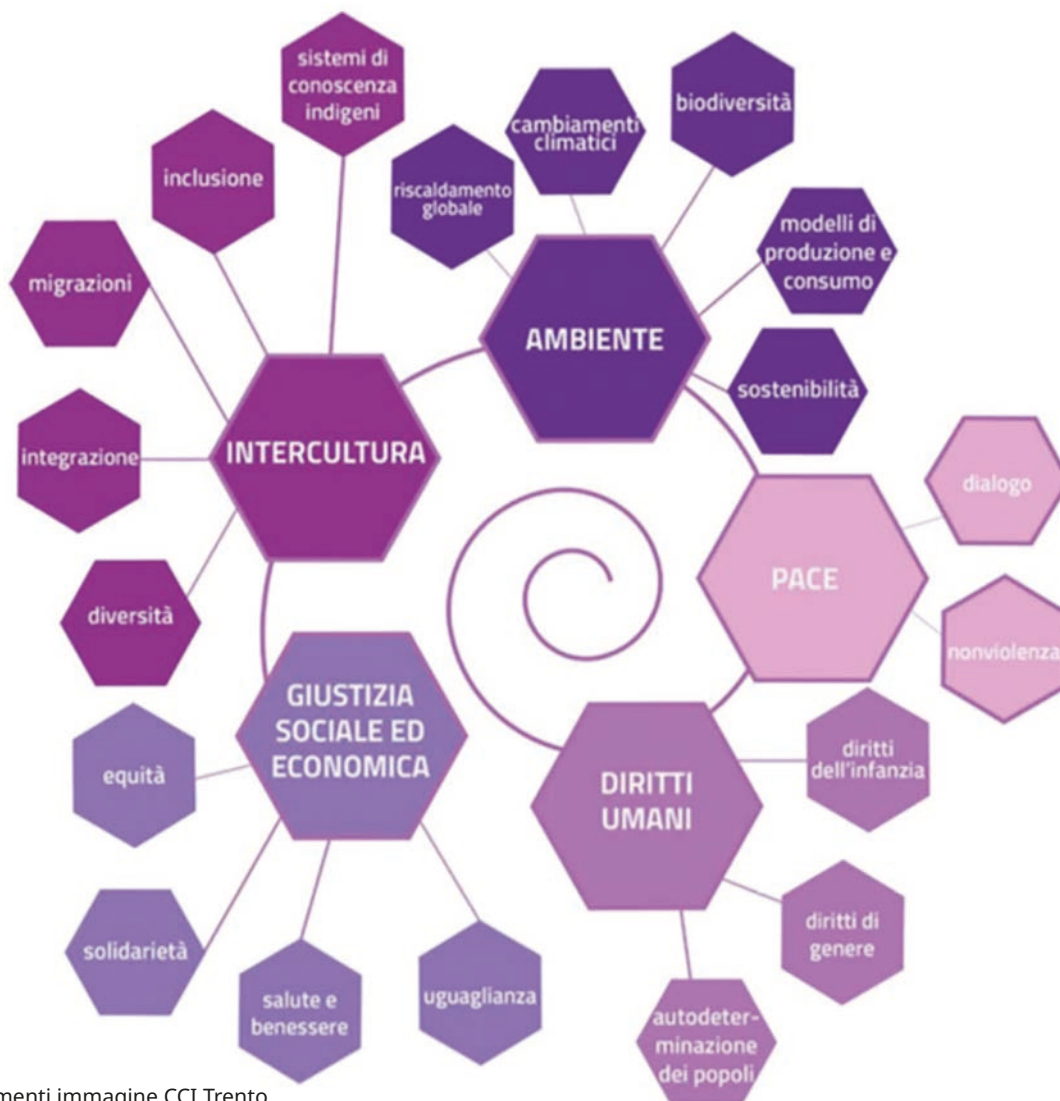 sistemi di
conoscenza
indigeni
inclusione
migrazioni
integrazione
diversità
INTERCULTURA
riscaldamento
globale
cambiamenti
climatici
biodiversità
modelli di
produzione e
consumo
sostenibilità
AMBIENTE
dialogo
nonviolenza
PACE
DIRITTI
UMANI
diritti
dell'infanzia
diritti di
genere
autodeter-
minazione
dei popoli
GIUSTIZIA
SOCIALE ED
ECONOMICA
equità
solidarietà
salute e
benessere
uguaglianza
immagine CCI Trento